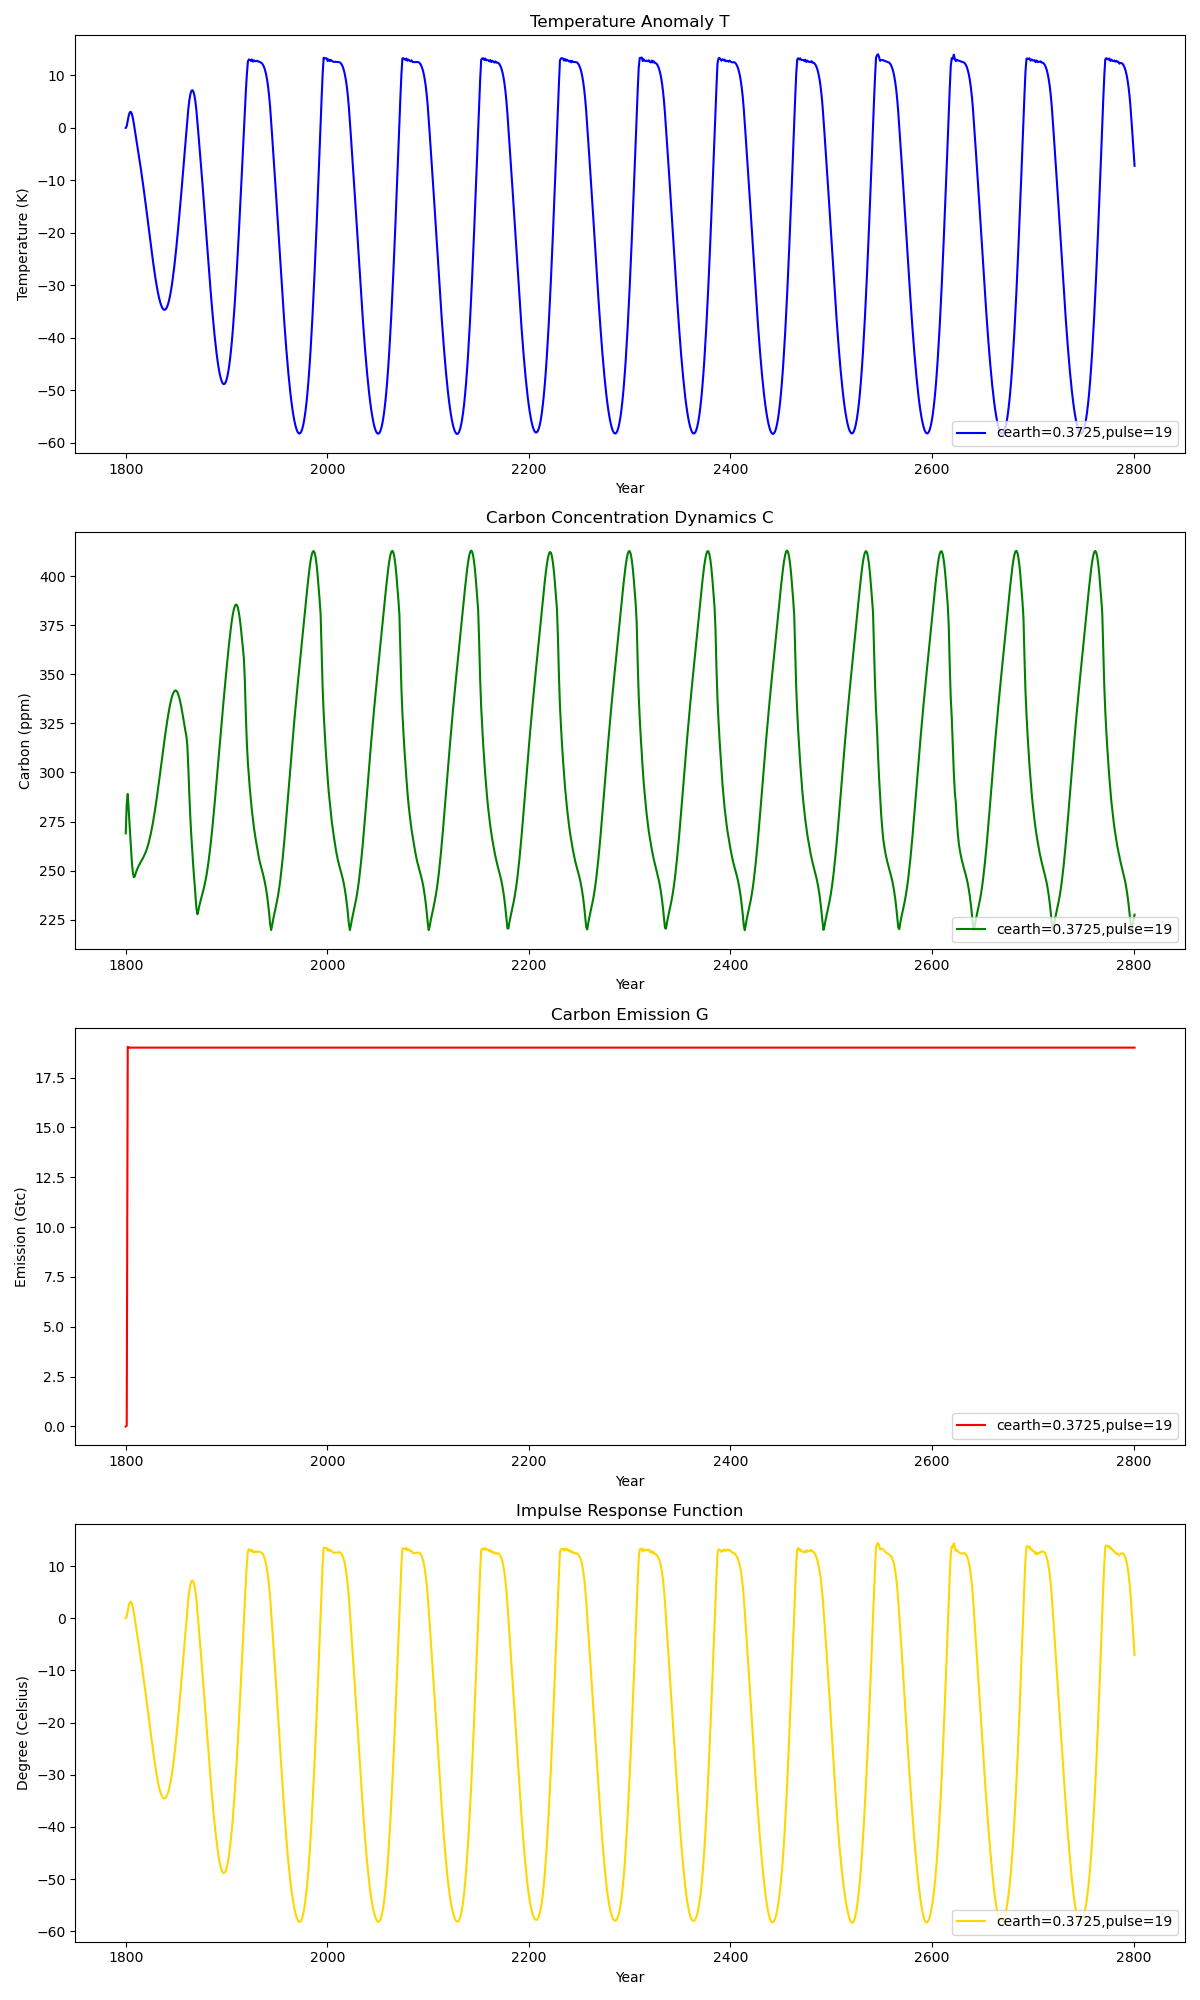 Temperature Anomaly T
10
0
−10
−20
−30
−40
−50
−60
Temperature (K)
cearth=0.3725,pulse=19
1800 2000 2200 2400 2600 2800
Year
Carbon Concentration Dynamics C
400
375
350
325
300
275
250
225
Carbon (ppm)
cearth=0.3725,pulse=19
1800 2000 2200 2400 2600 2800
Year
Carbon Emission G
17.5
15.0
12.5
10.0
7.5
5.0
2.5
0.0
Emission (Gtc)
cearth=0.3725,pulse=19
1800 2000 2200 2400 2600 2800
Year
Impulse Response Function
10
0
−10
−20
−30
−40
−50
−60
Degree (Celsius)
cearth=0.3725,pulse=19
1800 2000 2200 2400 2600 2800
Year